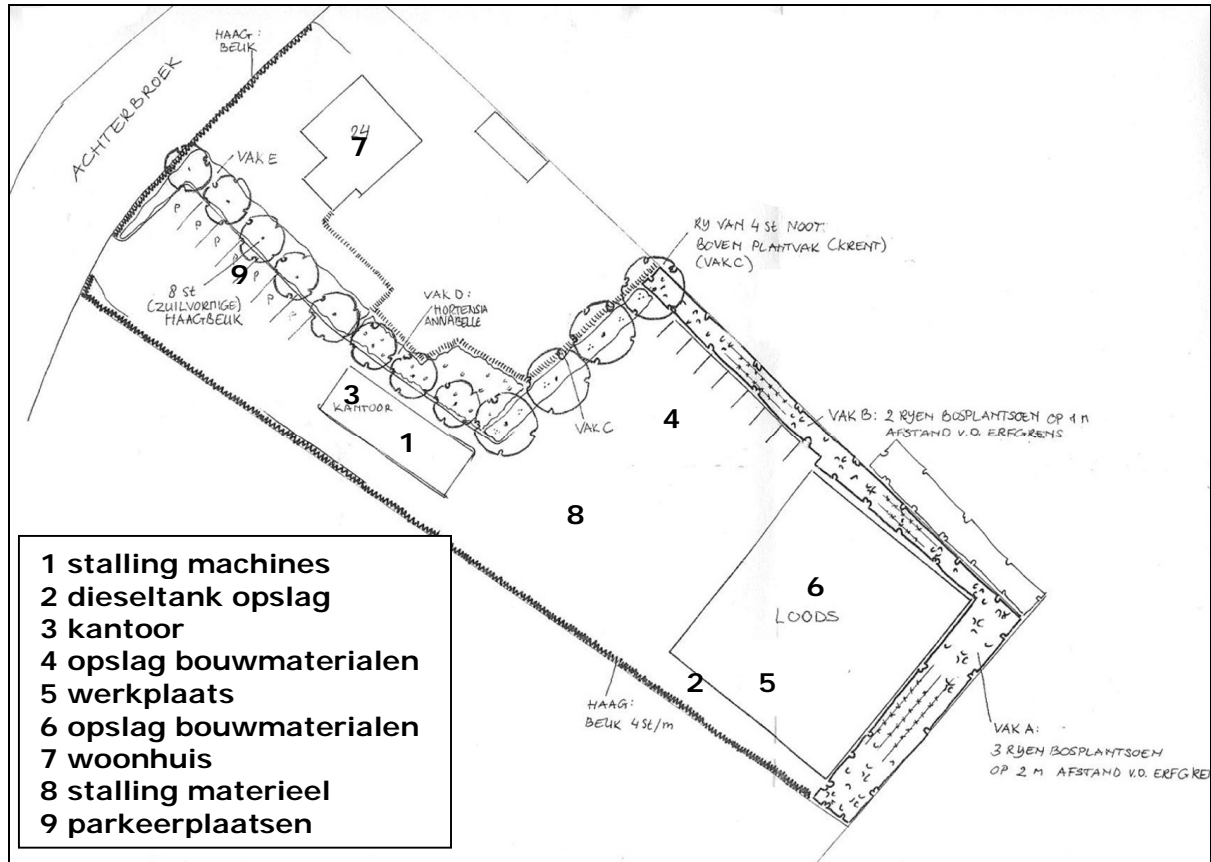 HAAG:
BEUK
ACHTERBROEK
24
7
VAK E
P
P
P
P
P
P
P
9
8 St
(ZUILVORMIGE)
HAAGBEUK
VAK D:
HORTENSIA
ANNABELLE
RY VAN 4 St NOOT
BOVEN PLANTVAK (KRENT)
(VAK C)
3
KANTOOR
1
VAK C
4
VAK B: 2 RYEN BOSPLANTSOEN OP 1 M
AFSTAND V.D. ERFGRENS
8
6
LOODS
2
5
HAAG:
BEUK 4 St/m
VAK A:
3 RYEN BOSPLANTSOEN
OP 2 M AFSTAND V.D. ERFGRE
1 stalling machines
2 dieseltank opslag
3 kantoor
4 opslag bouwmaterialen
5 werkplaats
6 opslag bouwmaterialen
7 woonhuis
8 stalling materieel
9 parkeerplaatsen